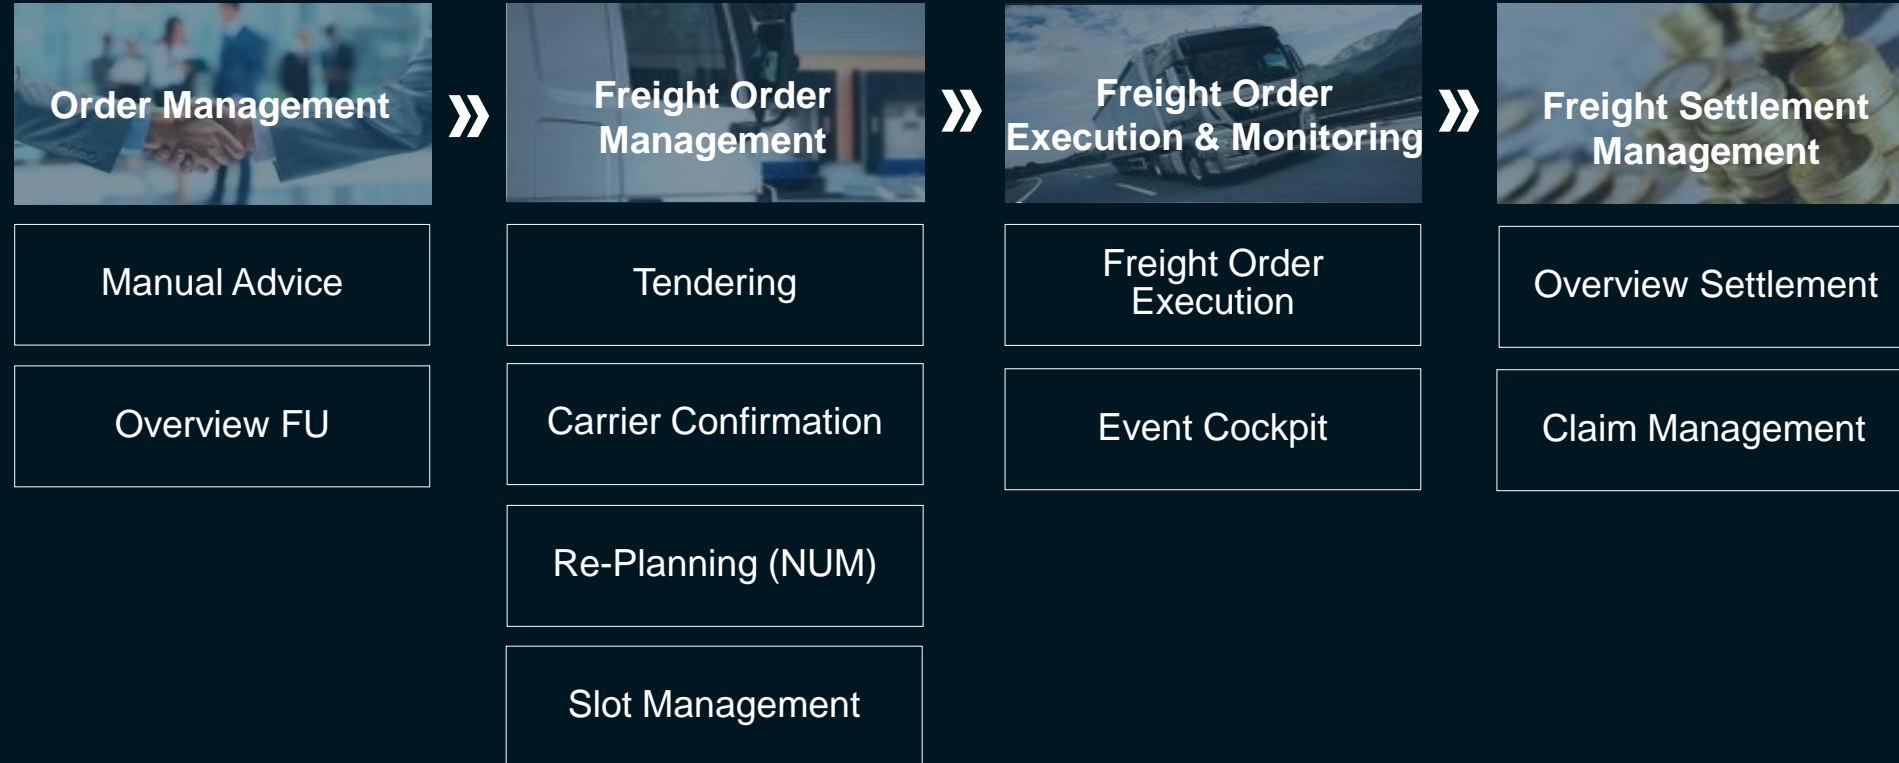 Order Management
Freight Order
Management
Freight Order
Execution & Monitoring
Freight Settlement
Management
Manual Advice
Tendering
Freight Order
Execution
Overview Settlement
Overview FU
Carrier Confirmation
Event Cockpit
Claim Management
Re-Planning (NUM)
Slot Management